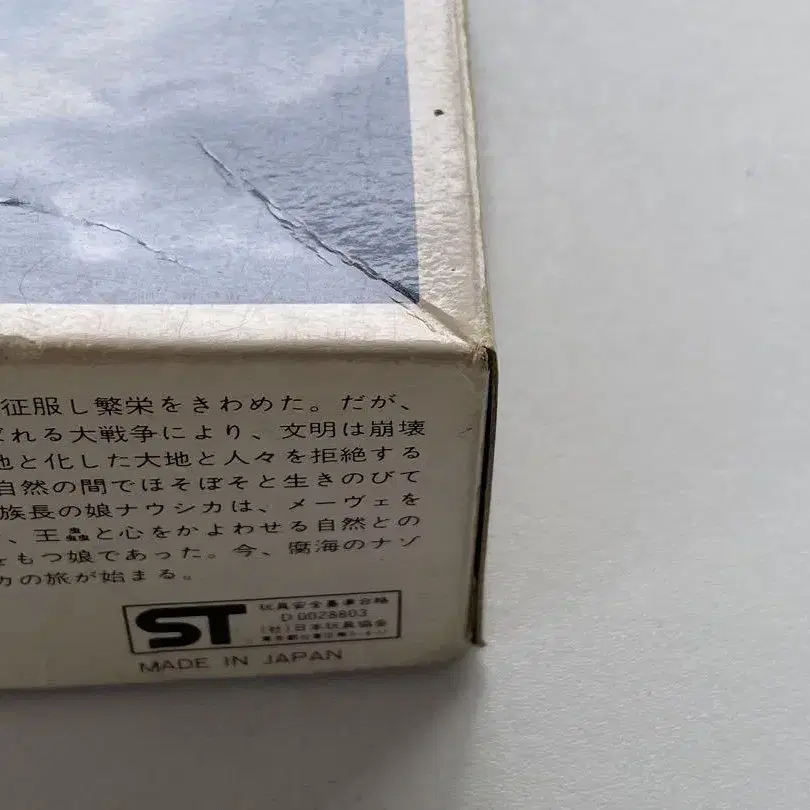 征服し繁栄をきわめた。だが、
れる大戦争により、文明は崩壊
地と化した大地と人々を拒絶する
自然の間でほそぼそと生きのびて
族長の娘ナウシカは、メーヴェを
、王蟲と心をかよわせる自然との
をもつ娘であった。今、腐海のナゾ
カの旅が始まる。
ST
玩具安全基準合格
D 0028803
(社)日本玩具協会
MADE IN JAPAN